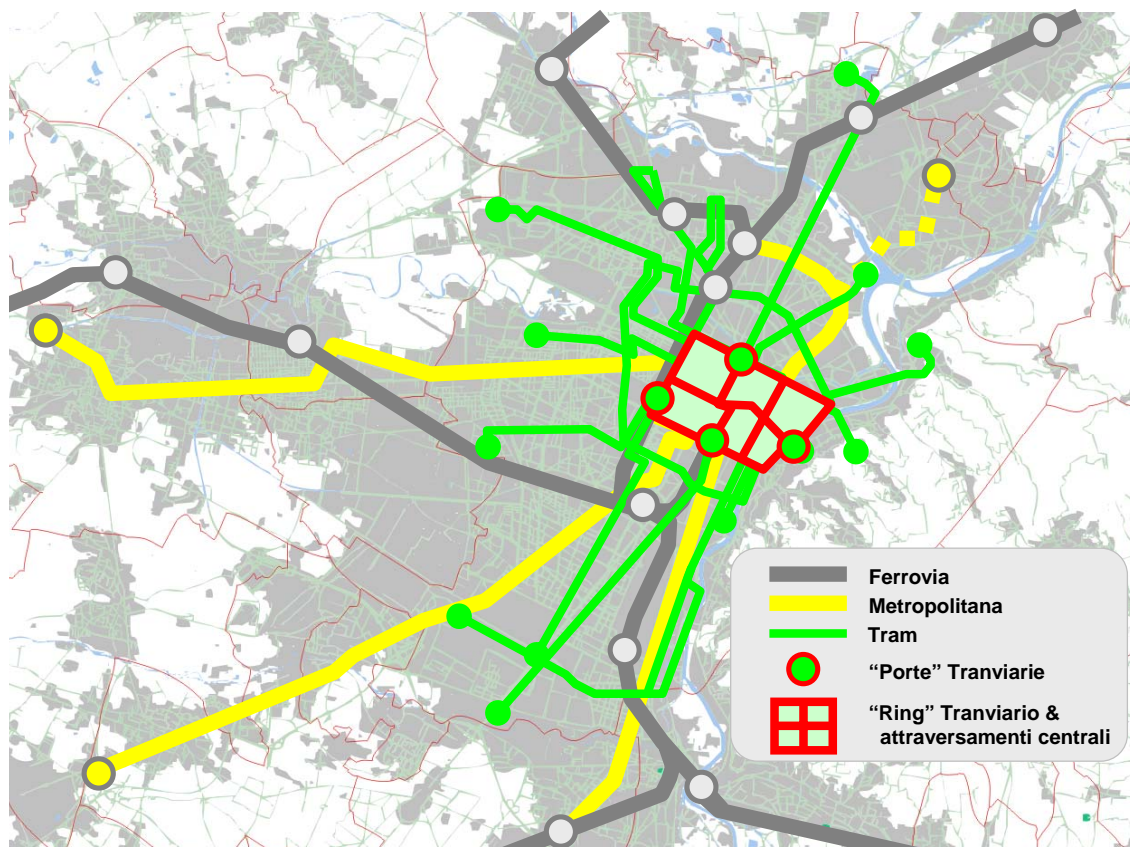 Ferrovia
Metropolitana
Tram
“Porte” Tranviarie
“Ring” Tranviario &
attraversamenti centrali